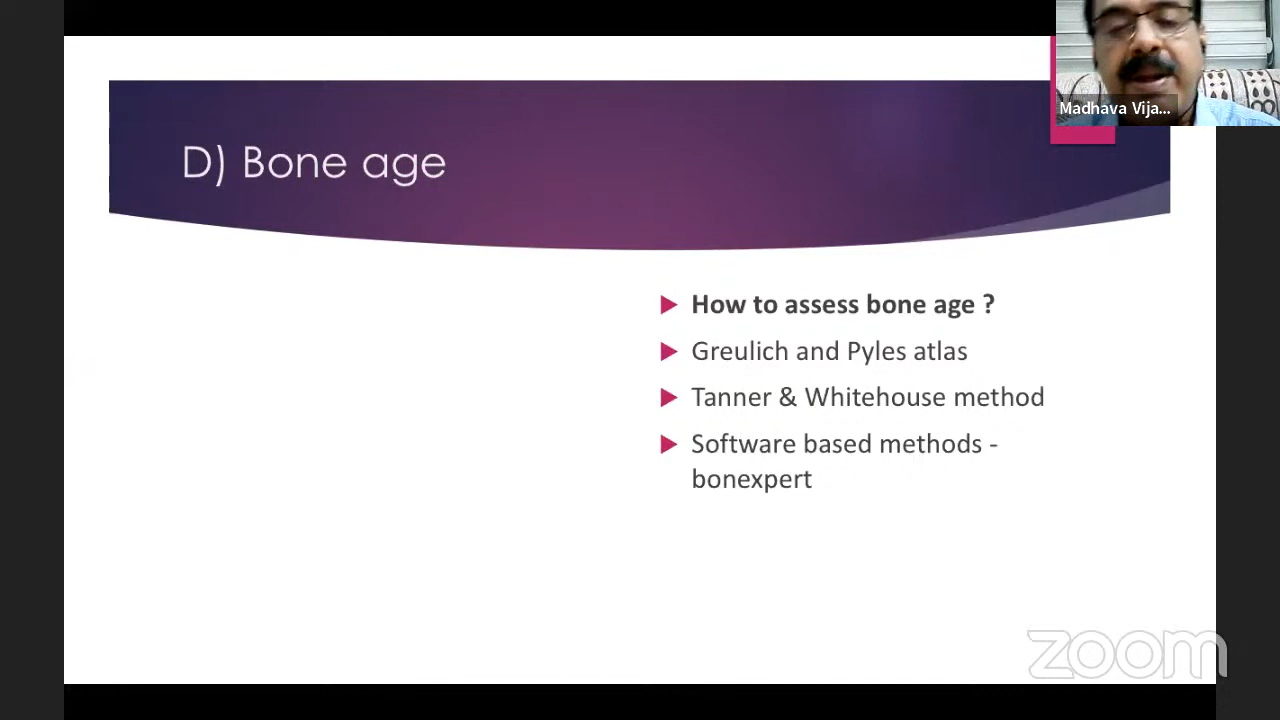 Madhava Vija...
D) Bone age
How to assess bone age ?
Greulich and Pyles atlas
Tanner & Whitehouse method
Software based methods -
bonexpert
zoom